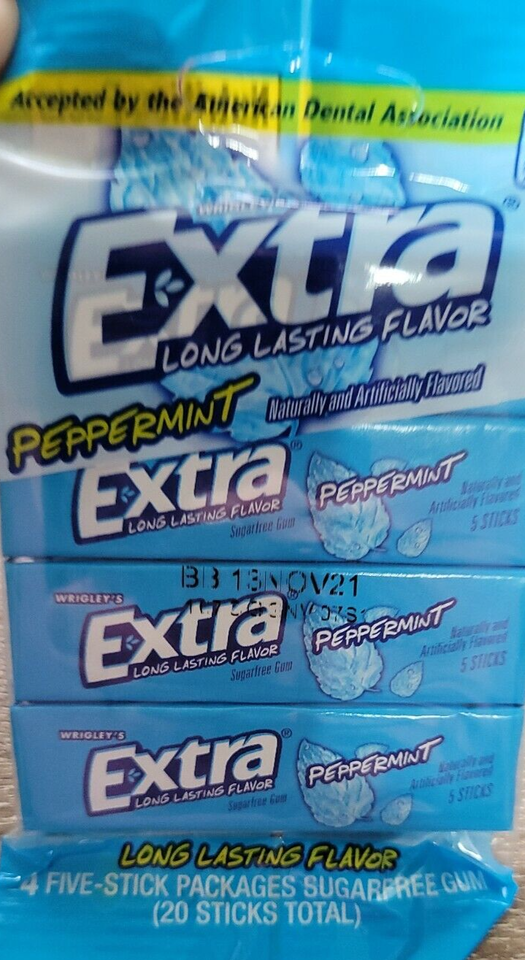 Accepted by the American Dental Association
WRIGLEY'S
Extra
LONG LASTING FLAVOR
PEPPERMINT
Naturally and Artificially Flavored
Extra
LONG LASTING FLAVOR
Sugarfree Gum
PEPPERMINT
Naturally and
Artificially Flavored
5 STICKS
BB 13NOV21
WRIGLEY'S
Extra
LONG LASTING FLAVOR
Sugarfree Gum
PEPPERMINT
Naturally and
Artificially Flavored
5 STICKS
WRIGLEY'S
Extra
LONG LASTING FLAVOR
Sugarfree Gum
PEPPERMINT
Naturally and
Artificially Flavored
5 STICKS
LONG LASTING FLAVOR
4 FIVE-STICK PACKAGES SUGARFREE GUM
(20 STICKS TOTAL)